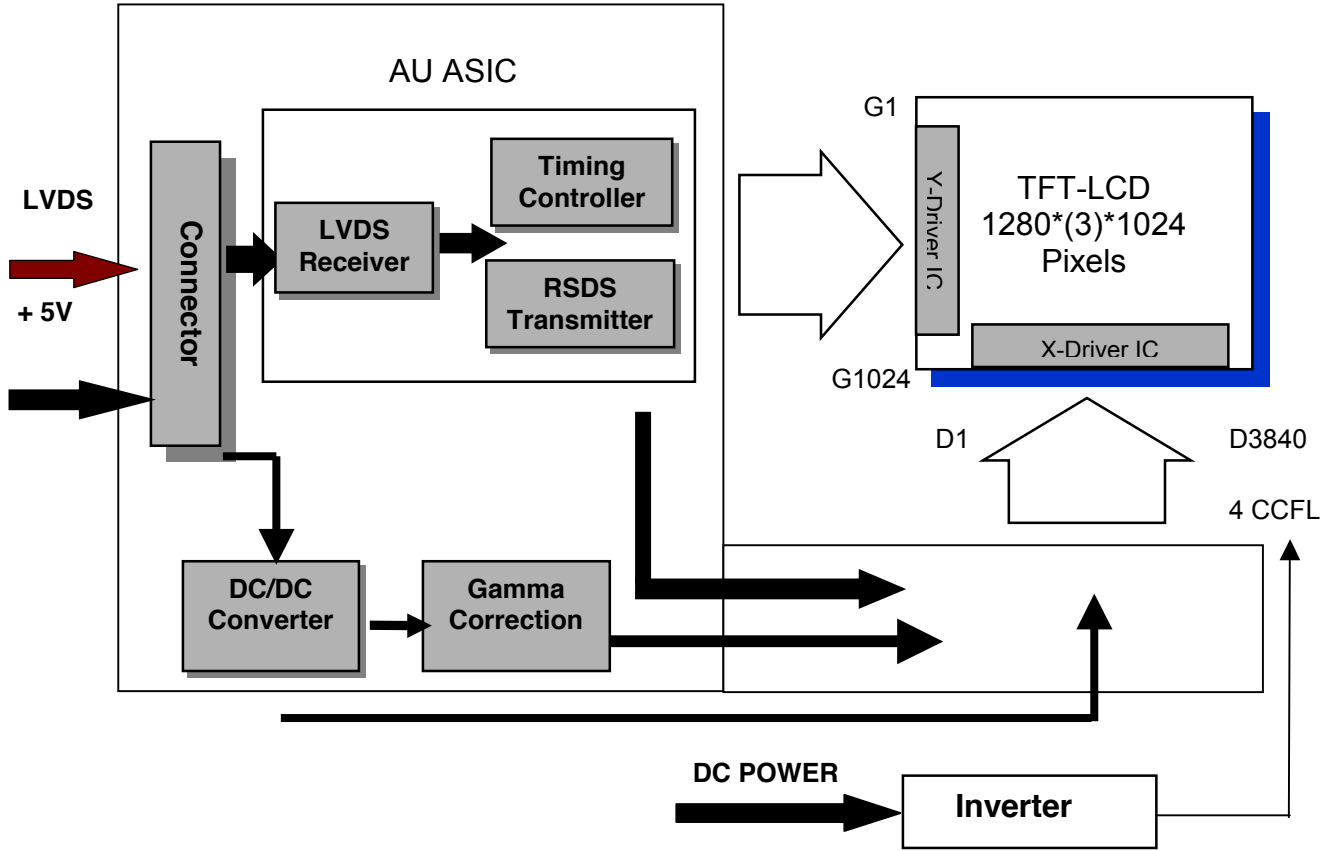 AU ASIC
LVDS
+ 5V
Connector
LVDS
Receiver
Timing
Controller
RSDS
Transmitter
DC/DC
Converter
Gamma
Correction
G1
Y-Driver IC
TFT-LCD
1280*(3)*1024
Pixels
X-Driver IC
G1024
D1
D3840
4 CCFL
DC POWER
Inverter